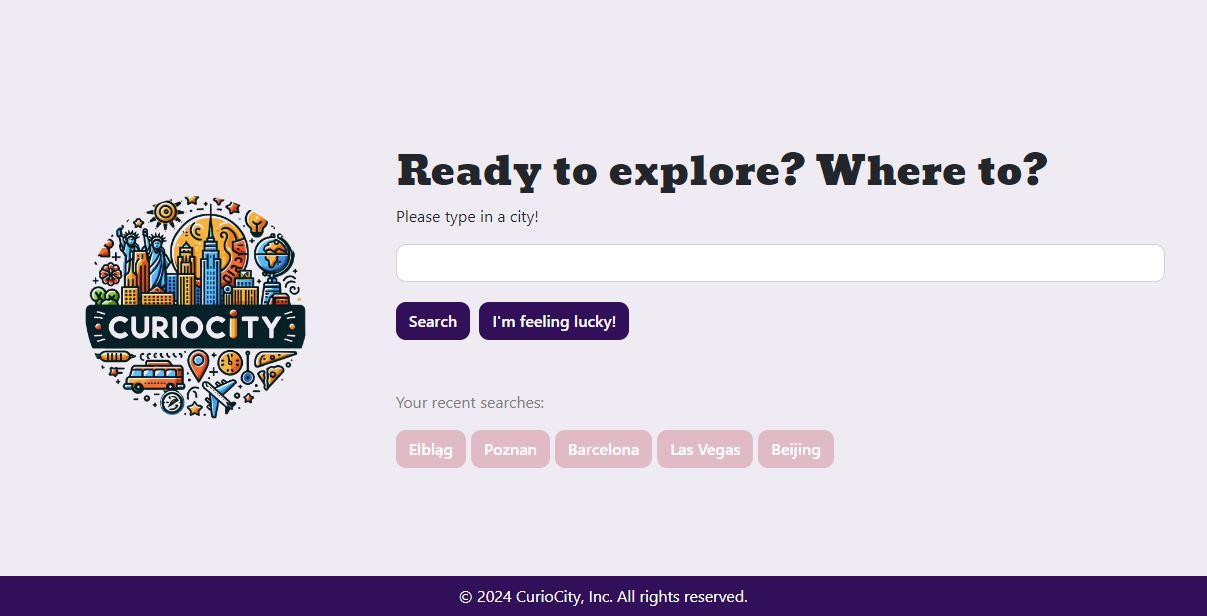 Ready to explore? Where to?
Please type in a city!
CURIOCITY
Search
I'm feeling lucky!
Your recent searches:
Elbląg
Poznan
Barcelona
Las Vegas
Beijing
© 2024 CurioCity, Inc. All rights reserved.